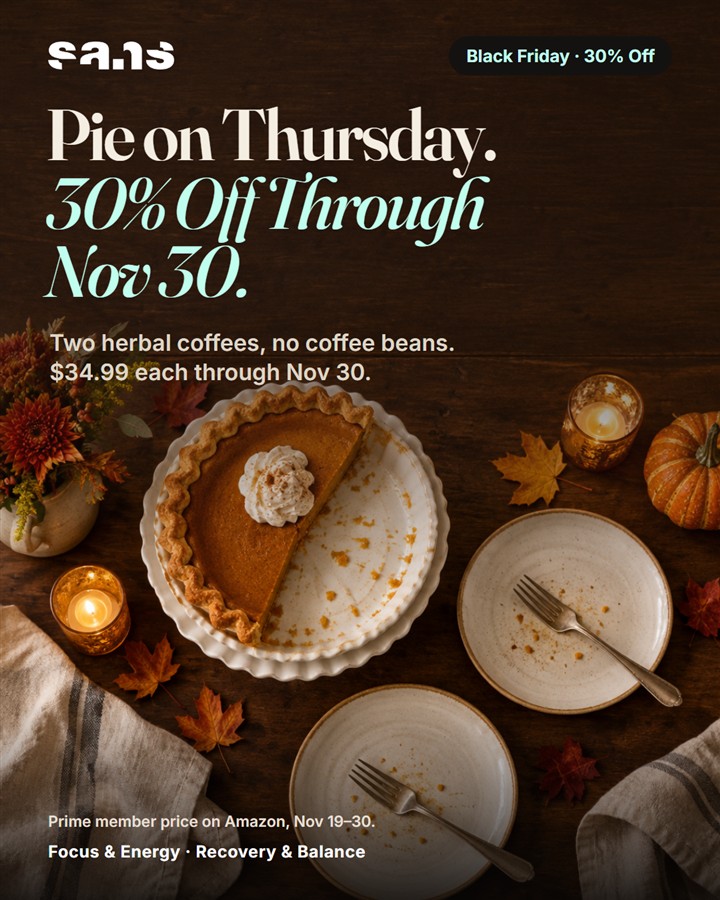 sans
Black Friday · 30% Off
Pie on Thursday.
30% Off Through
Nov 30.
Two herbal coffees, no coffee beans.
$34.99 each through Nov 30.
Prime member price on Amazon, Nov 19–30.
Focus & Energy · Recovery & Balance